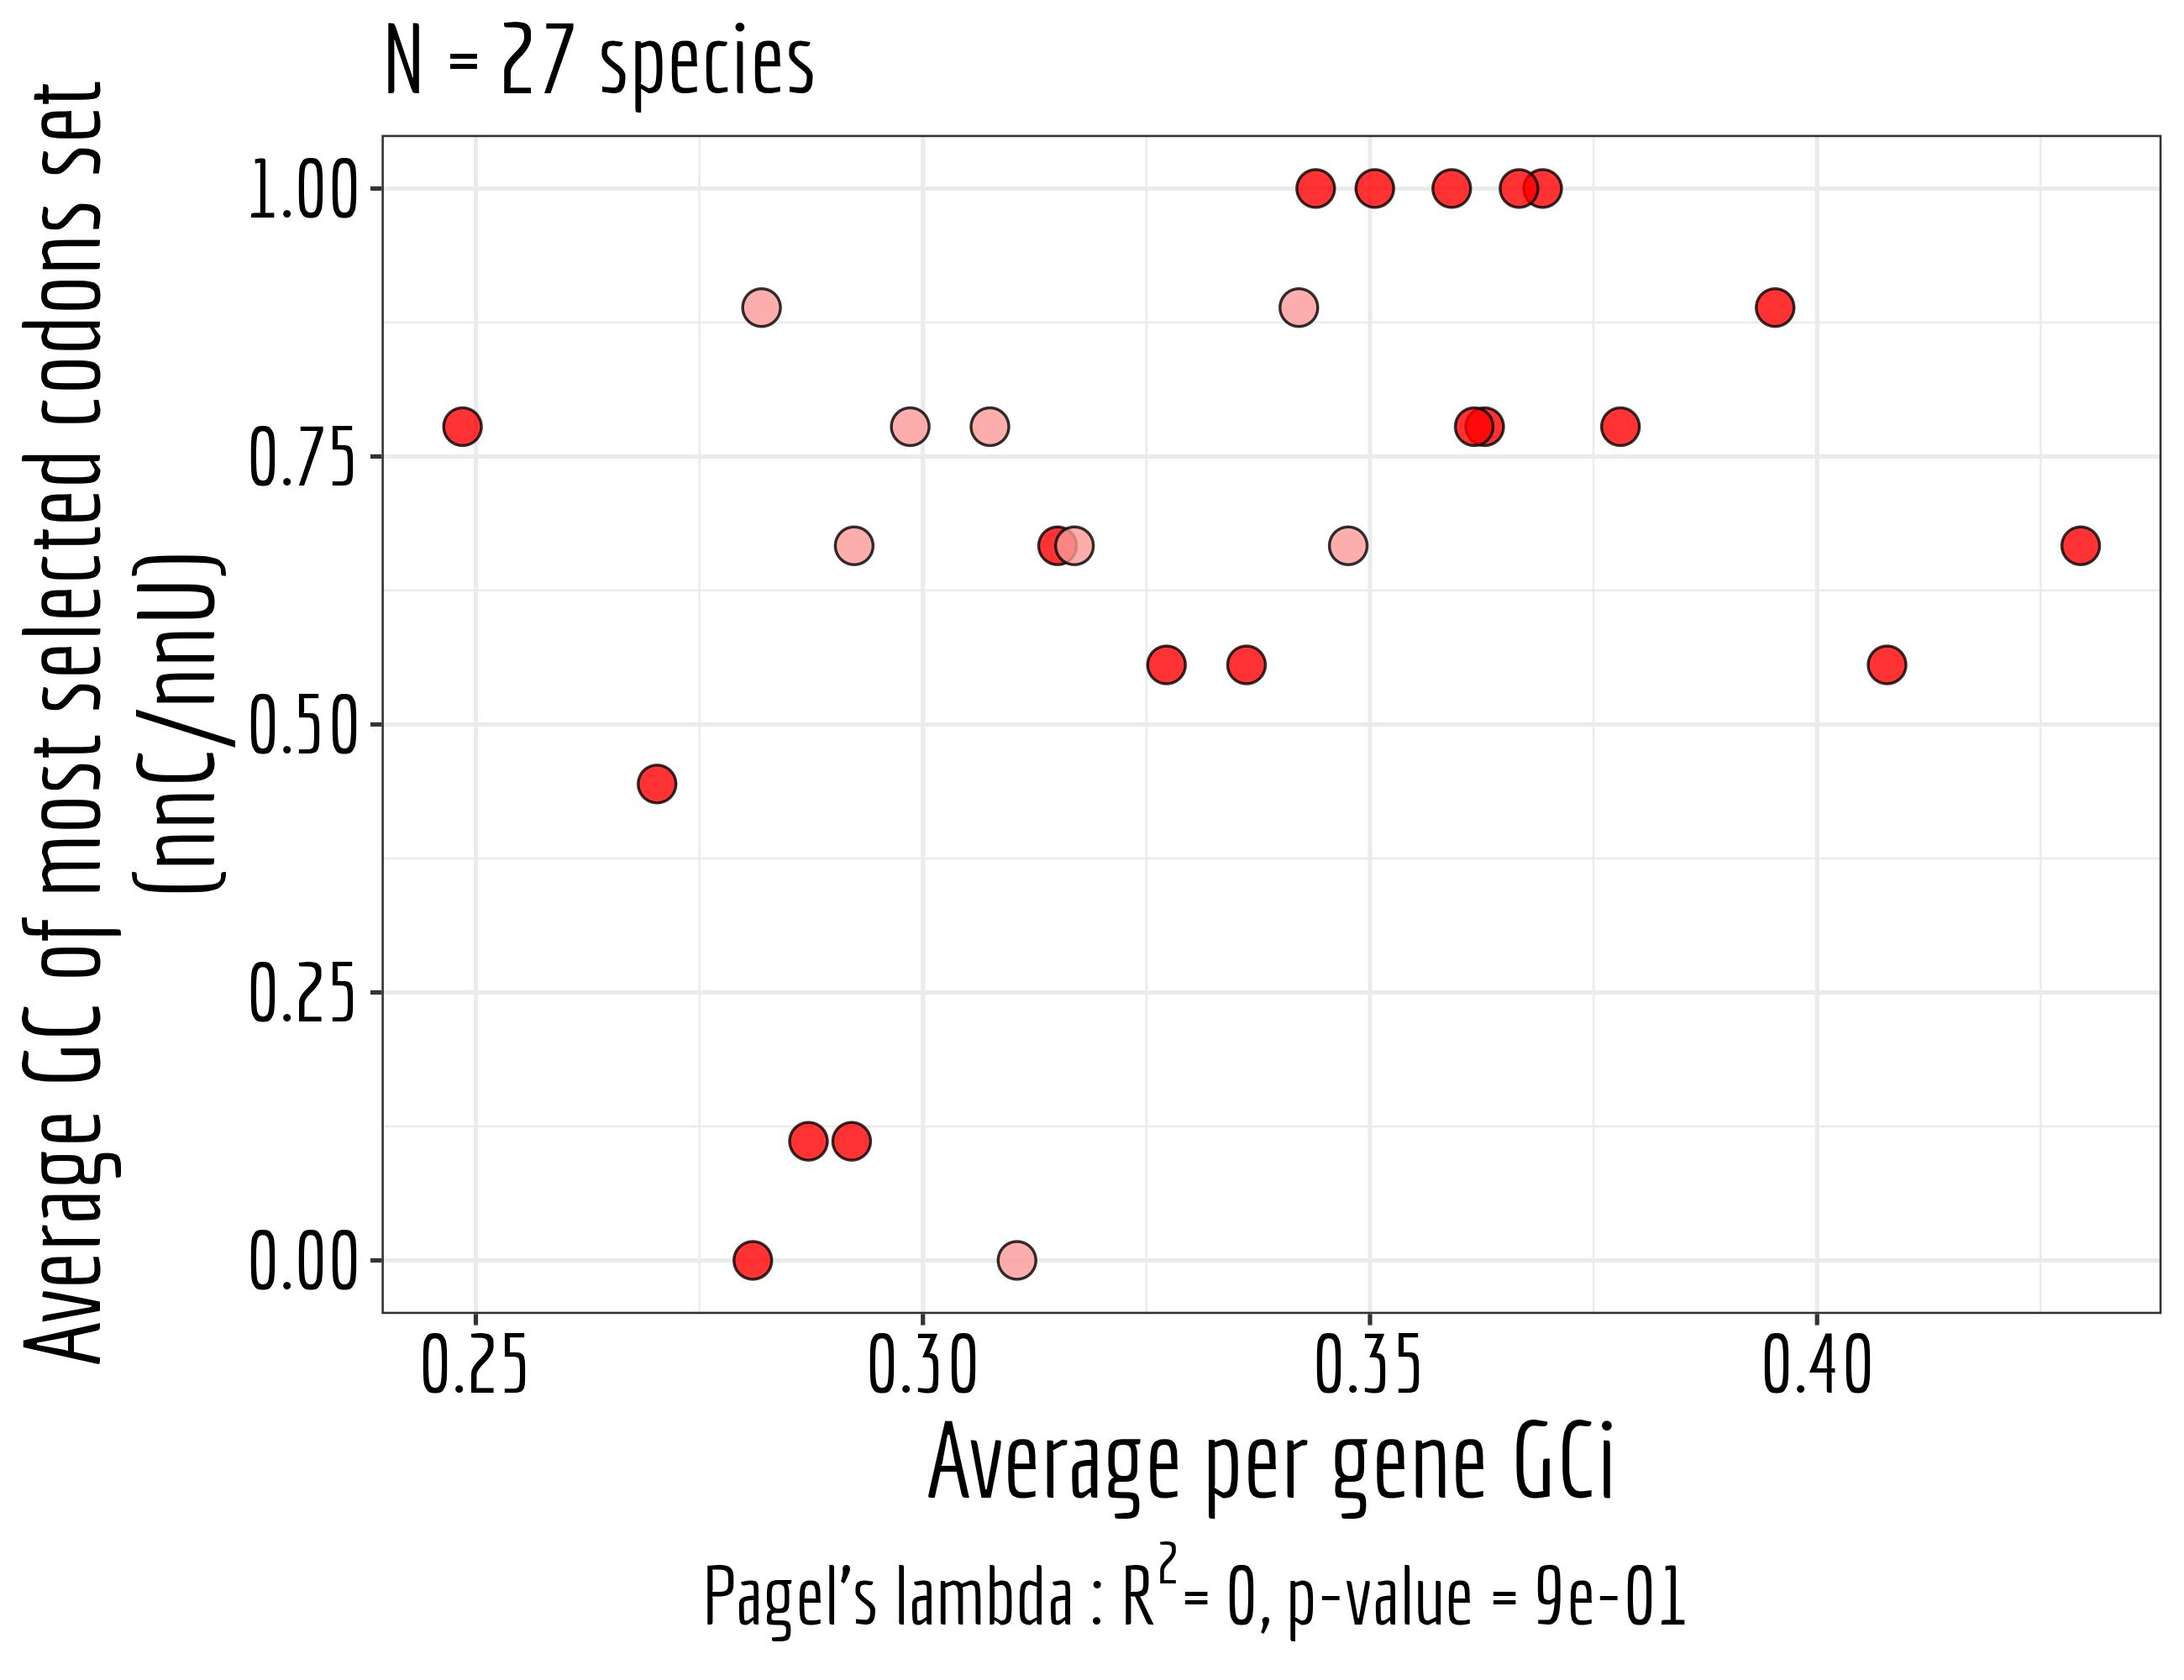 N = 27 species
Average GC of most selected codons set
(nnC/nnU)
1.00
0.75
0.50
0.25
0.00
0.25
0.30
0.35
0.40
Average per gene GCi
Pagel's lambda : R²= 0, p-value = 9e-01